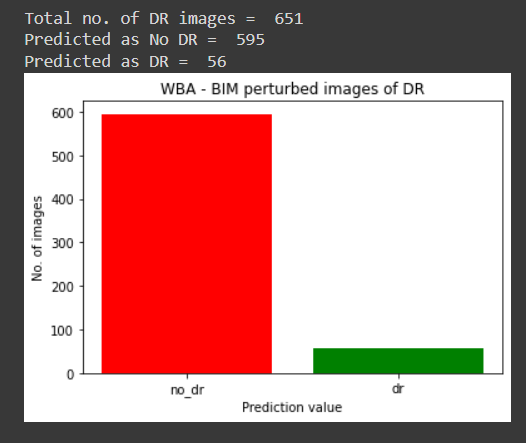 Total no. of DR images =  651
Predicted as No DR =  595
Predicted as DR =  56
WBA - BIM perturbed images of DR
600
500
400
300
200
100
0
No. of images
no_dr
dr
Prediction value